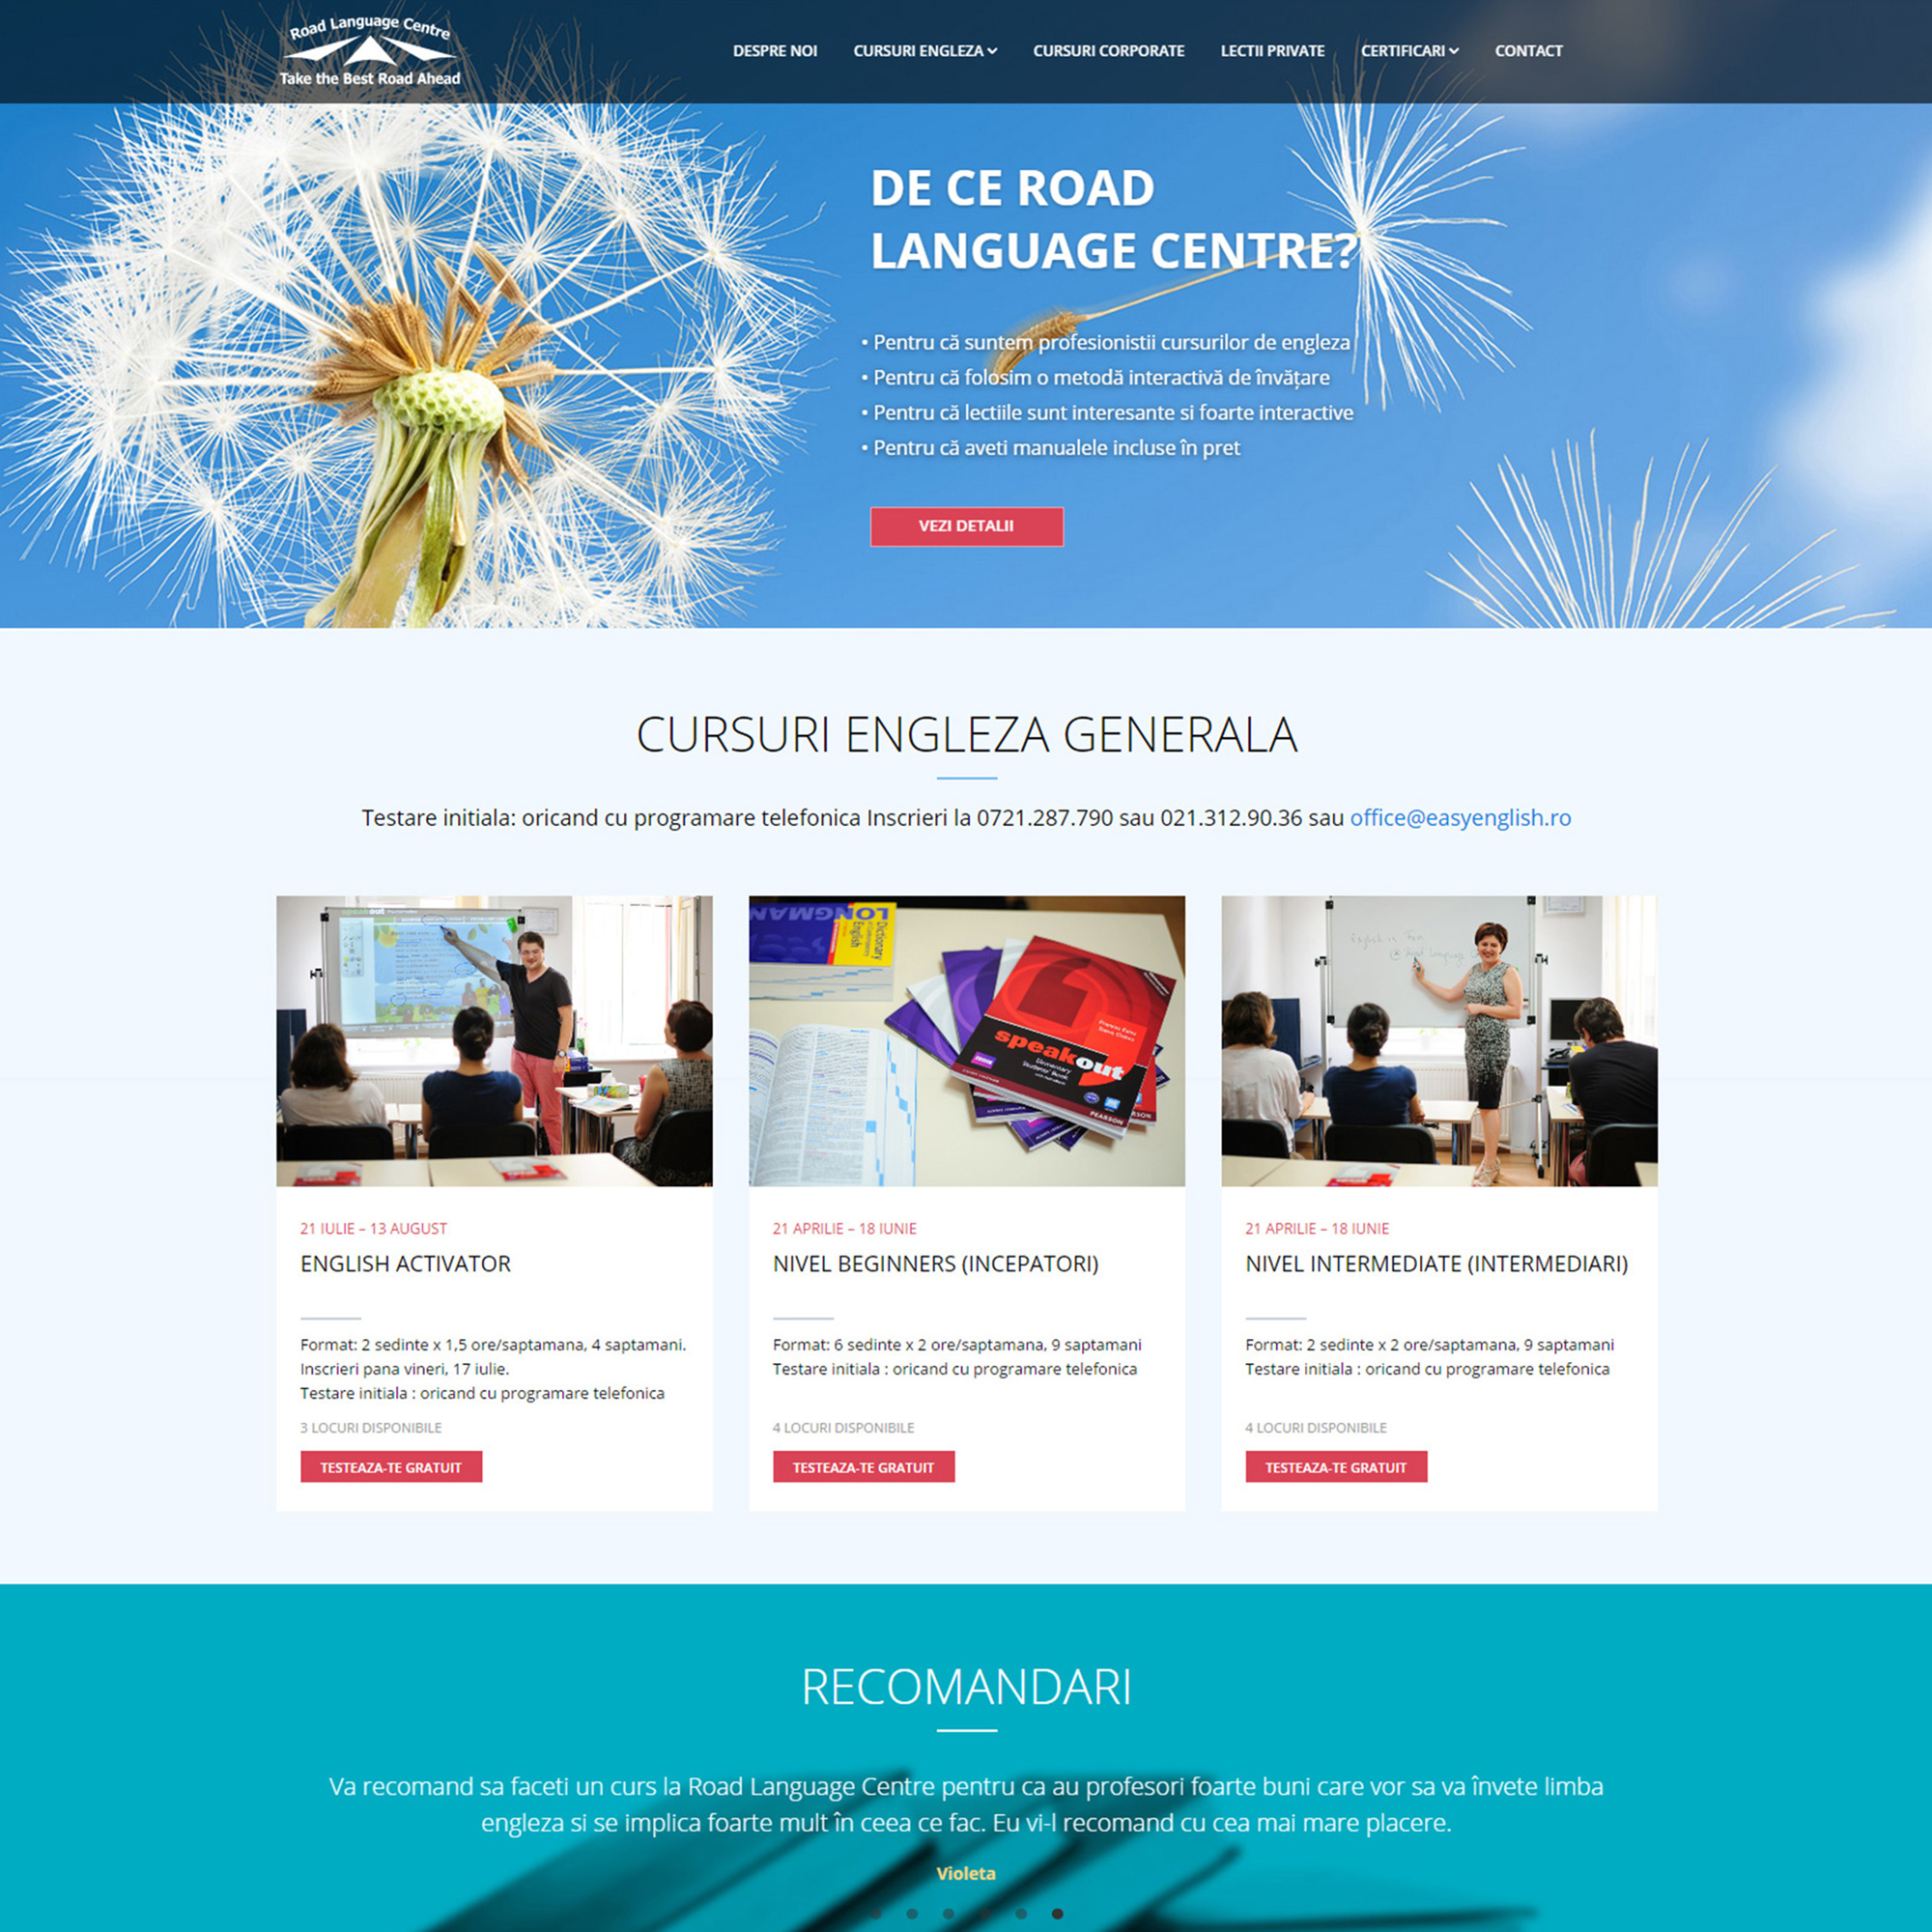 Road Language Centre
Take the Best Road Ahead
DESPRE NOI
CURSURI ENGLEZA
CURSURI CORPORATE
LECTII PRIVATE
CERTIFICARI
CONTACT
DE CE ROAD
LANGUAGE CENTRE?
• Pentru că suntem profesionistii cursurilor de engleza
• Pentru că folosim o metodă interactivă de învățare
• Pentru că lectiile sunt interesante si foarte interactive
• Pentru că aveti manualele incluse în pret
VEZI DETALII
CURSURI ENGLEZA GENERALA
Testare initiala: oricand cu programare telefonica Inscrieri la 0721.287.790 sau 021.312.90.36 sau office@easyenglish.ro
speakout
LONGMAN
Dictionary
English
speakout
Elementary
Students' Book
PEARSON
21 IULIE – 13 AUGUST
ENGLISH ACTIVATOR
Format: 2 sedinte x 1,5 ore/saptamana, 4 saptamani.
Inscrieri pana vineri, 17 iulie.
Testare initiala : oricand cu programare telefonica
3 LOCURI DISPONIBILE
TESTEAZA-TE GRATUIT
21 APRILIE – 18 IUNIE
NIVEL BEGINNERS (INCEPATORI)
Format: 6 sedinte x 2 ore/saptamana, 9 saptamani
Testare initiala : oricand cu programare telefonica
4 LOCURI DISPONIBILE
TESTEAZA-TE GRATUIT
21 APRILIE – 18 IUNIE
NIVEL INTERMEDIATE (INTERMEDIARI)
Format: 2 sedinte x 2 ore/saptamana, 9 saptamani
Testare initiala : oricand cu programare telefonica
4 LOCURI DISPONIBILE
TESTEAZA-TE GRATUIT
RECOMANDARI
Va recomand sa faceti un curs la Road Language Centre pentru ca au profesori foarte buni care vor sa va învete limba
engleza si se implica foarte mult în ceea ce fac. Eu vi-l recomand cu cea mai mare placere.
Violeta